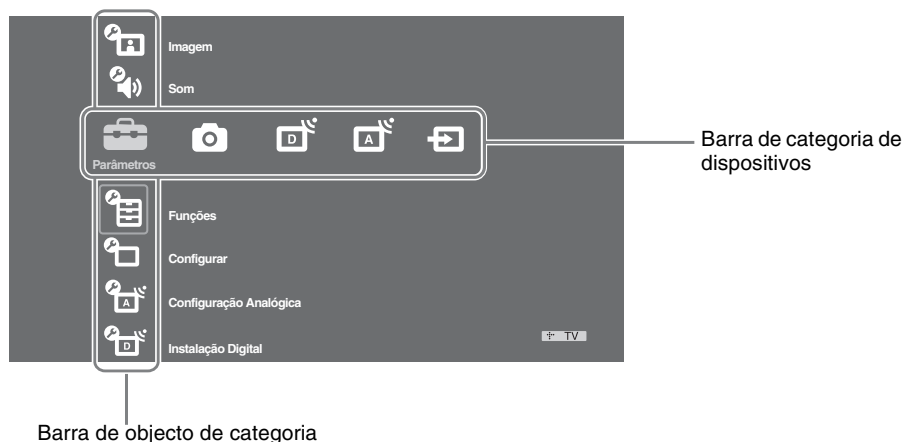 Imagem
Som
Parâmetros
D
A
Barra de categoria de
dispositivos
Funções
Configurar
A
Configuração Analógica
D
Instalação Digital
TV
Barra de objecto de categoria